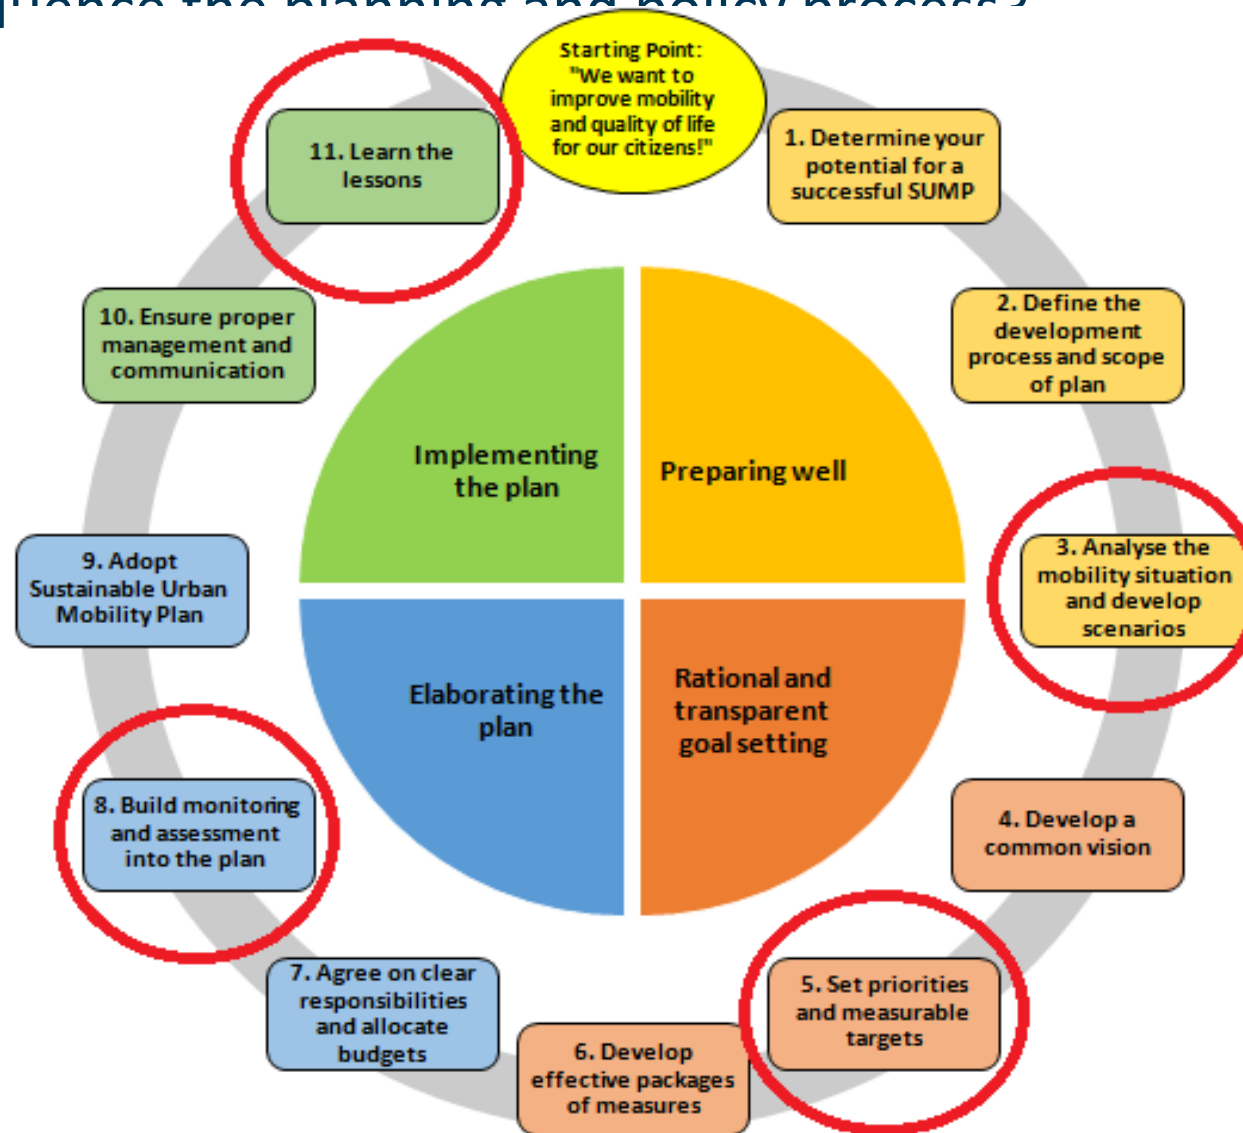 the planning and policy process?
Starting Point:
"We want to
improve mobility
and quality of life
for our citizens!"
1. Determine your
potential for a
successful SUMP
2. Define the
development
process and scope
of plan
3. Analyse the
mobility situation
and develop
scenarios
4. Develop a
common vision
5. Set priorities
and measurable
targets
6. Develop
effective packages
of measures
7. Agree on clear
responsibilities
and allocate
budgets
8. Build monitoring
and assessment
into the plan
9. Adopt
Sustainable Urban
Mobility Plan
10. Ensure proper
management and
communication
11. Learn the
lessons
Implementing
the plan
Preparing well
Elaborating the
plan
Rational and
transparent
goal setting